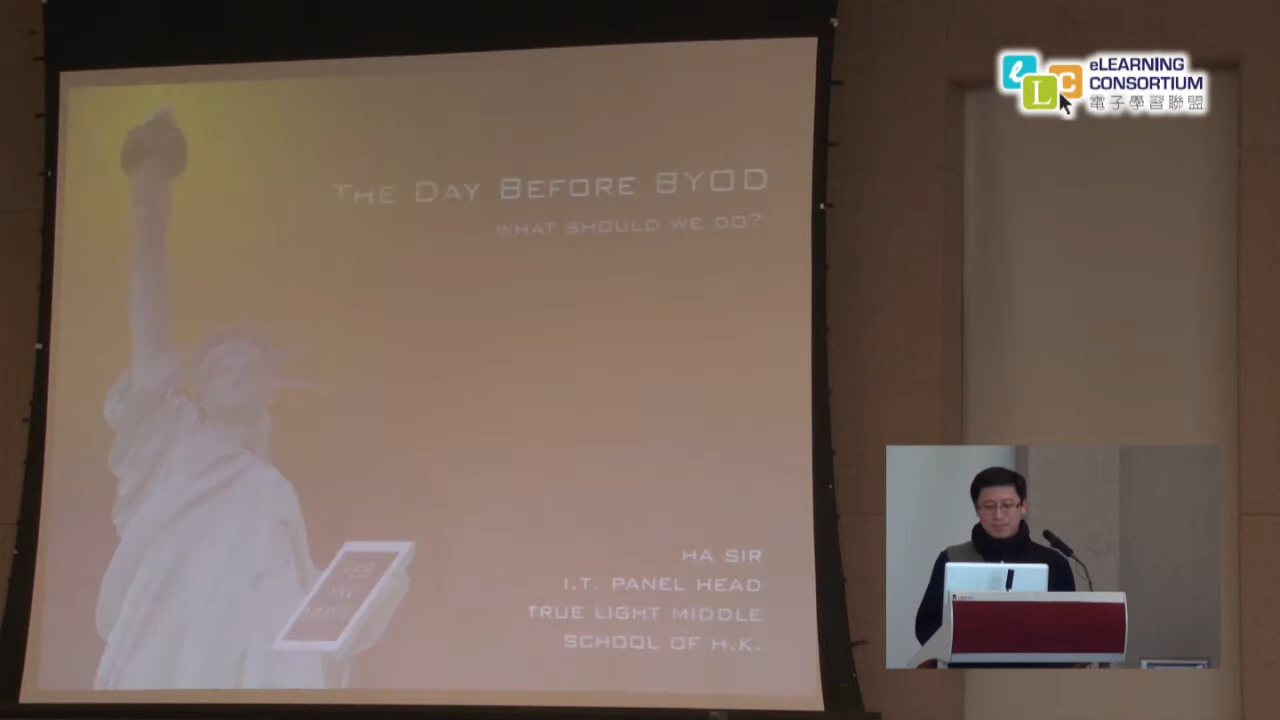 eLEARNING
CONSORTIUM
電子學習聯盟
e
L
C
THE DAY BEFORE BYOD
WHAT SHOULD WE DO?
HA SIR
I.T. PANEL HEAD
TRUE LIGHT MIDDLE
SCHOOL OF H.K.